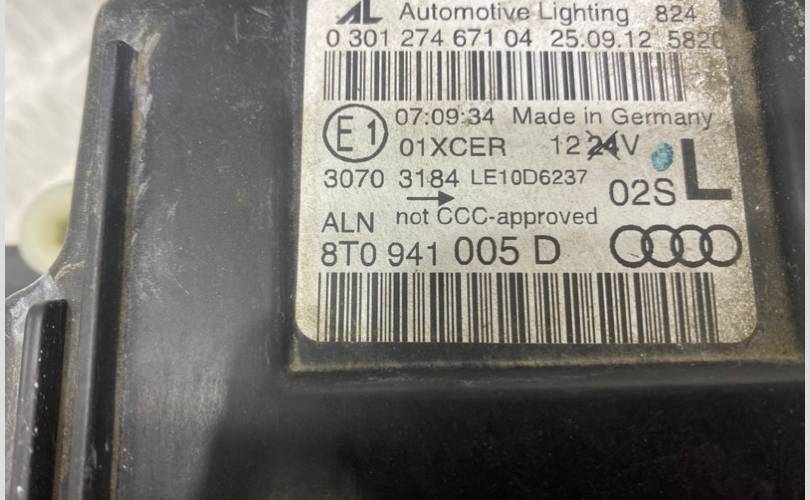 AL Automotive Lighting 824
0 301 274 671 04 25.09.12 5820
E1 07:09:34 Made in Germany
01XCER 12 24V
3070 3184 LE10D6237 02S L
→
ALN not CCC-approved
8T0 941 005 D